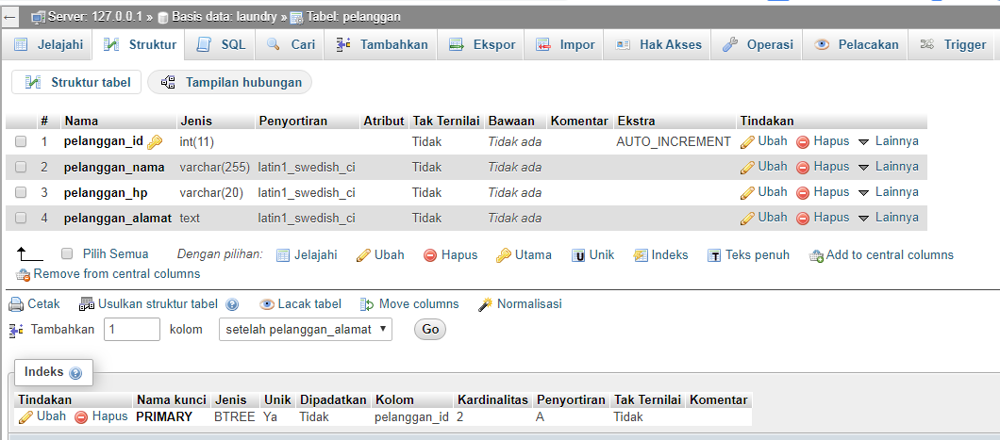 ← Server: 127.0.0.1 » Basis data: laundry » Tabel: pelanggan
Jelajahi Struktur SQL Cari Tambahkan Ekspor Impor Hak Akses Operasi Pelacakan Trigger
Struktur tabel Tampilan hubungan
# Nama Jenis Penyortiran Atribut Tak Ternilai Bawaan Komentar Ekstra Tindakan
1 pelanggan_id int(11) Tidak Tidak ada AUTO_INCREMENT Ubah Hapus Lainnya
2 pelanggan_nama varchar(255) latin1_swedish_ci Tidak Tidak ada Ubah Hapus Lainnya
3 pelanggan_hp varchar(20) latin1_swedish_ci Tidak Tidak ada Ubah Hapus Lainnya
4 pelanggan_alamat text latin1_swedish_ci Tidak Tidak ada Ubah Hapus Lainnya
Pilih Semua Dengan pilihan: Jelajahi Ubah Hapus Utama U Unik Indeks T Teks penuh Add to central columns
Remove from central columns
Cetak Usulkan struktur tabel Lacak tabel Move columns Normalisasi
Tambahkan 1 kolom setelah pelanggan_alamat Go
Indeks
Tindakan Nama kunci Jenis Unik Dipadatkan Kolom Kardinalitas Penyortiran Tak Ternilai Komentar
Ubah Hapus PRIMARY BTREE Ya Tidak pelanggan_id 2 A Tidak